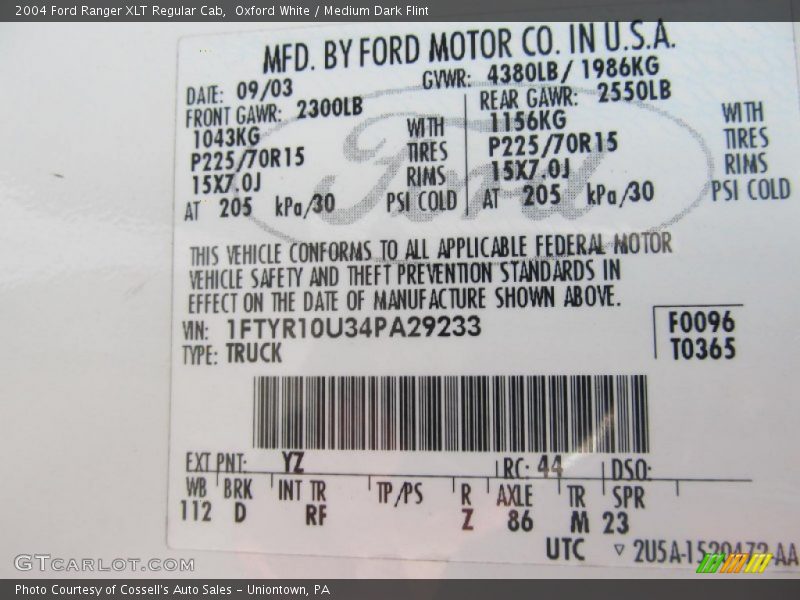 2004 Ford Ranger XLT Regular Cab,  Oxford White / Medium Dark Flint
MFD. BY FORD MOTOR CO. IN U.S.A.
DATE: 09/03 GVWR: 4380LB/ 1986KG
FRONT GAWR: 2300LB REAR GAWR: 2550LB
1043KG WITH 1156KG WITH
P225/70R15 TIRES P225/70R15 TIRES
15X7.0J RIMS 15X7.0J RIMS
AT 205 kPa/30 PSI COLD AT 205 kPa/30 PSI COLD
Ford
THIS VEHICLE CONFORMS TO ALL APPLICABLE FEDERAL MOTOR
VEHICLE SAFETY AND THEFT PREVENTION STANDARDS IN
EFFECT ON THE DATE OF MANUFACTURE SHOWN ABOVE.
VIN: 1FTYR10U34PA29233 F0096
TYPE: TRUCK T0365
EXT PNT: YZ RC: 44 DSO:
WB BRK INT TR TP/PS R AXLE TR SPR
112 D RF Z 86 M 23
UTC ▽ 2U5A-1520472-AA
GTCarLot.com
Photo Courtesy of Cossell's Auto Sales - Uniontown, PA